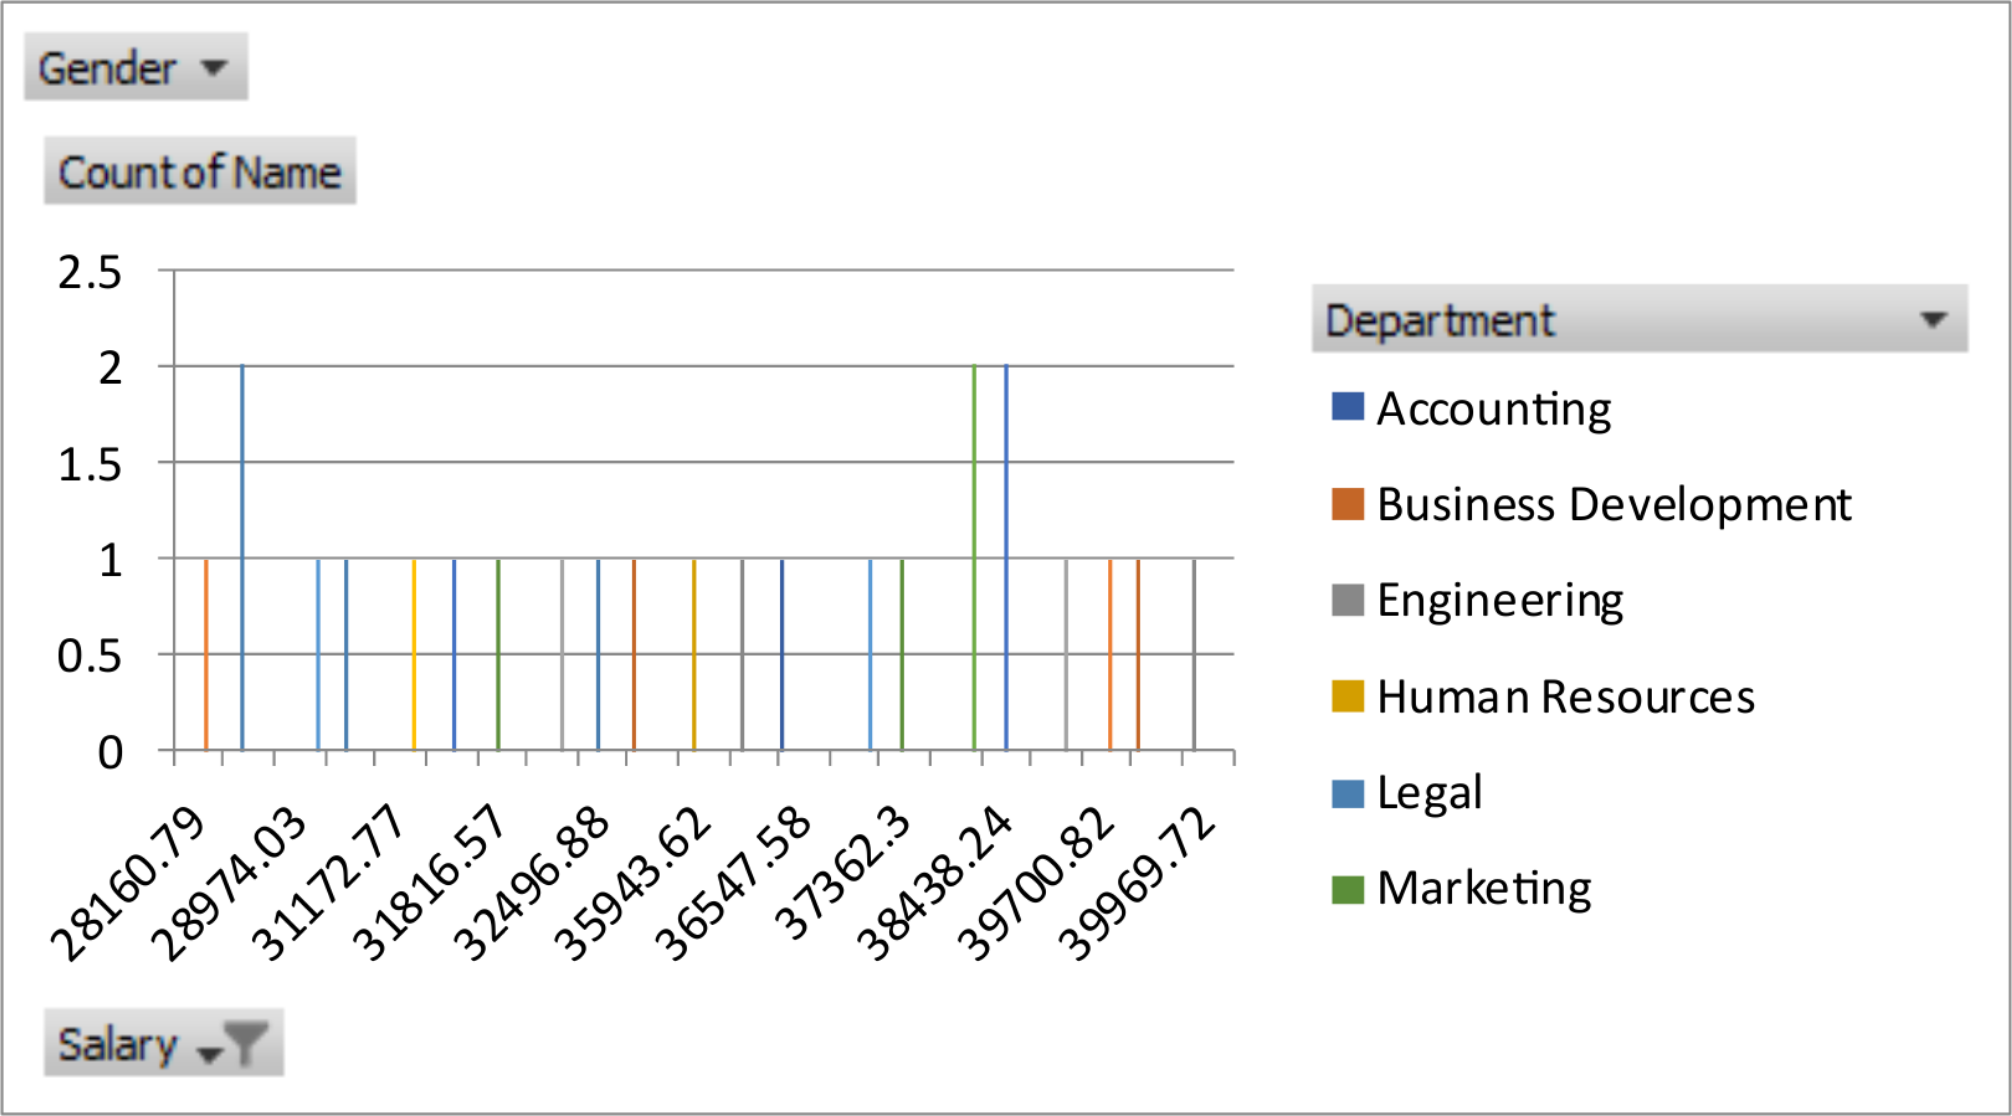 Gender
Count of Name
2.5
2
1.5
1
0.5
0
28160.79
28974.03
31172.77
31816.57
32496.88
35943.62
36547.58
37362.3
38438.24
39700.82
39969.72
Department
Accounting
Business Development
Engineering
Human Resources
Legal
Marketing
Salary